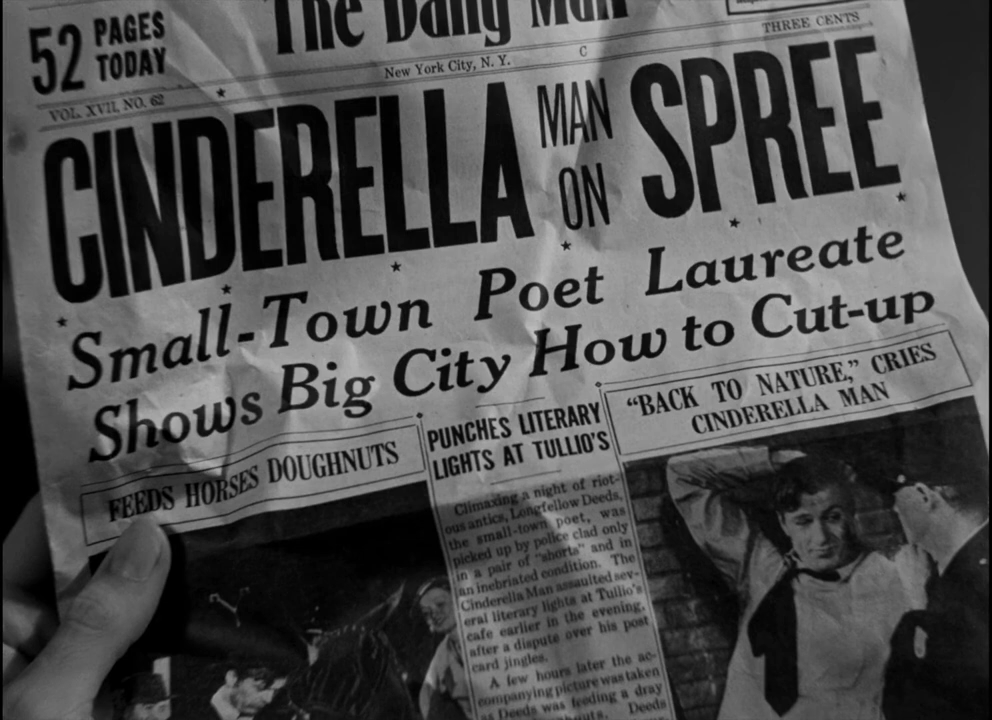 52 PAGES
TODAY
The Daily
THREE CENTS
New York City, N. Y.
C
VOL. XVII, NO. 62
CINDERELLA MAN
ON SPREE
Small-Town Poet Laureate
Shows Big City How to Cut-up
FEEDS HORSES DOUGHNUTS
PUNCHES LITERARY
LIGHTS AT TULLIO'S
Climaxing a night of riot-
ous antics, Longfellow Deeds,
the small-town poet, was
picked up by police clad only
in a pair of "shorts" and in
an inebriated condition. The
Cinderella Man assaulted sev-
eral literary lights at Tullio's
cafe earlier in the evening,
after a dispute over his post
card jingles.
A few hours later the ac-
companying picture was taken
as Deeds was feeding a dray
Deeds
"BACK TO NATURE," CRIES
CINDERELLA MAN